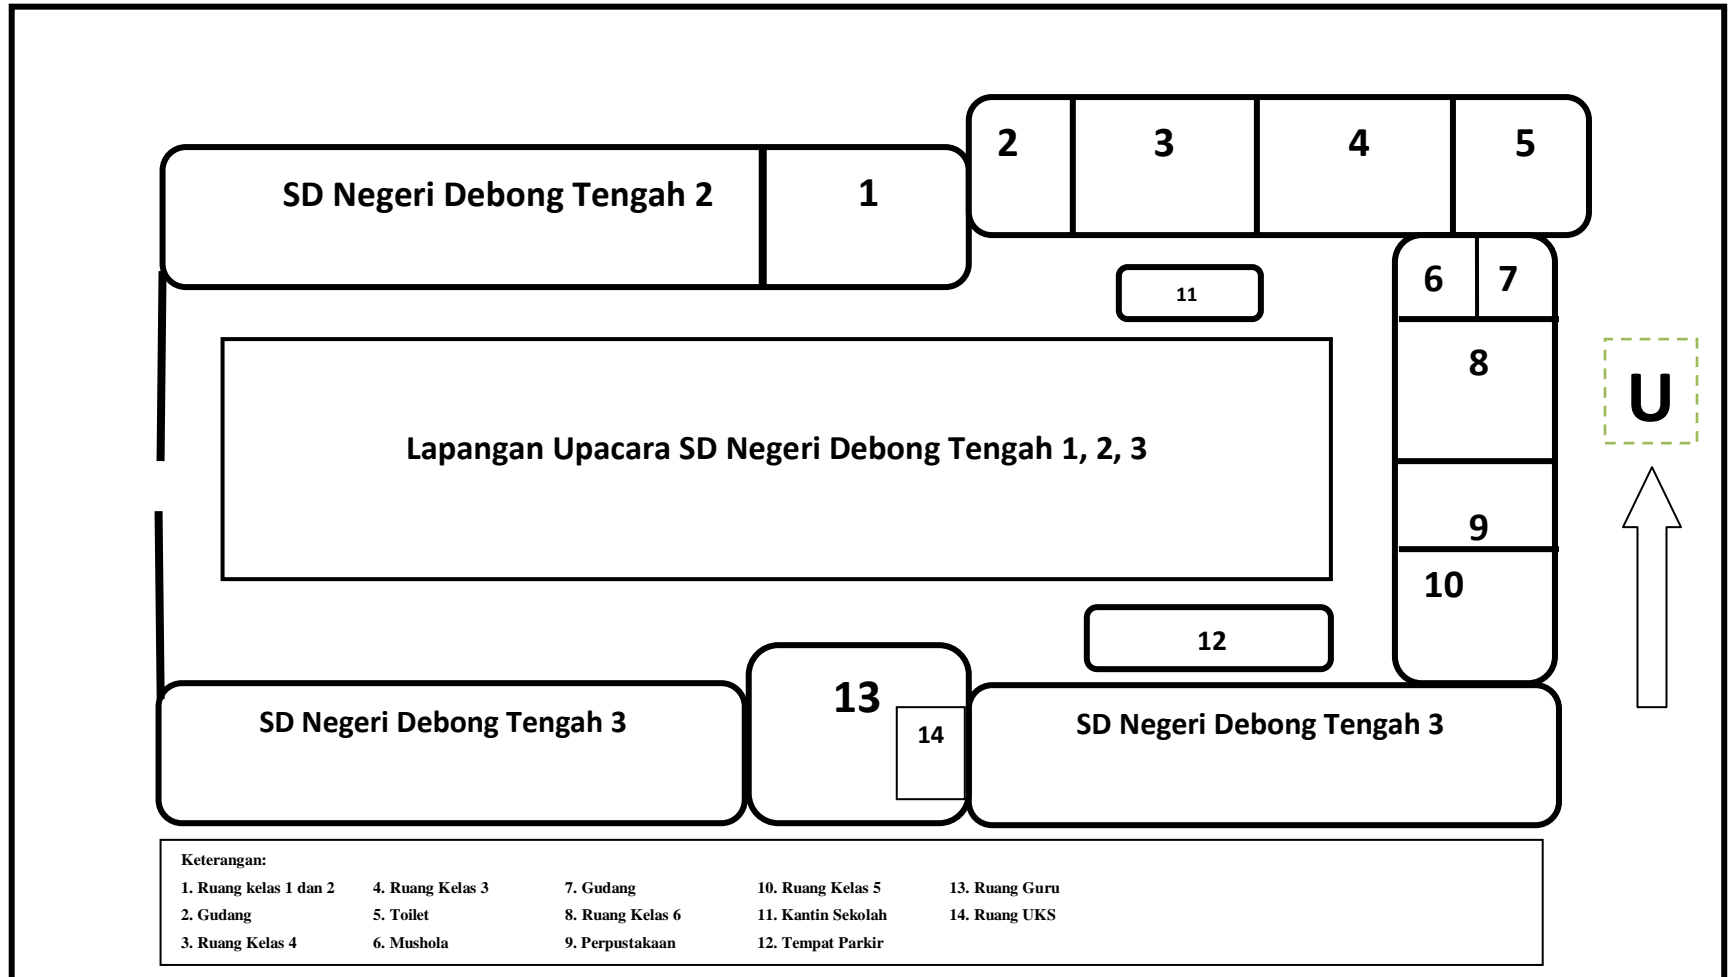 2
3
4
5
SD Negeri Debong Tengah 2
1
6
7
11
8
U
Lapangan Upacara SD Negeri Debong Tengah 1, 2, 3
9
10
12
13
SD Negeri Debong Tengah 3
14
SD Negeri Debong Tengah 3
Keterangan:
1. Ruang kelas 1 dan 2
2. Gudang
3. Ruang Kelas 4
4. Ruang Kelas 3
5. Toilet
6. Mushola
7. Gudang
8. Ruang Kelas 6
9. Perpustakaan
10. Ruang Kelas 5
11. Kantin Sekolah
12. Tempat Parkir
13. Ruang Guru
14. Ruang UKS